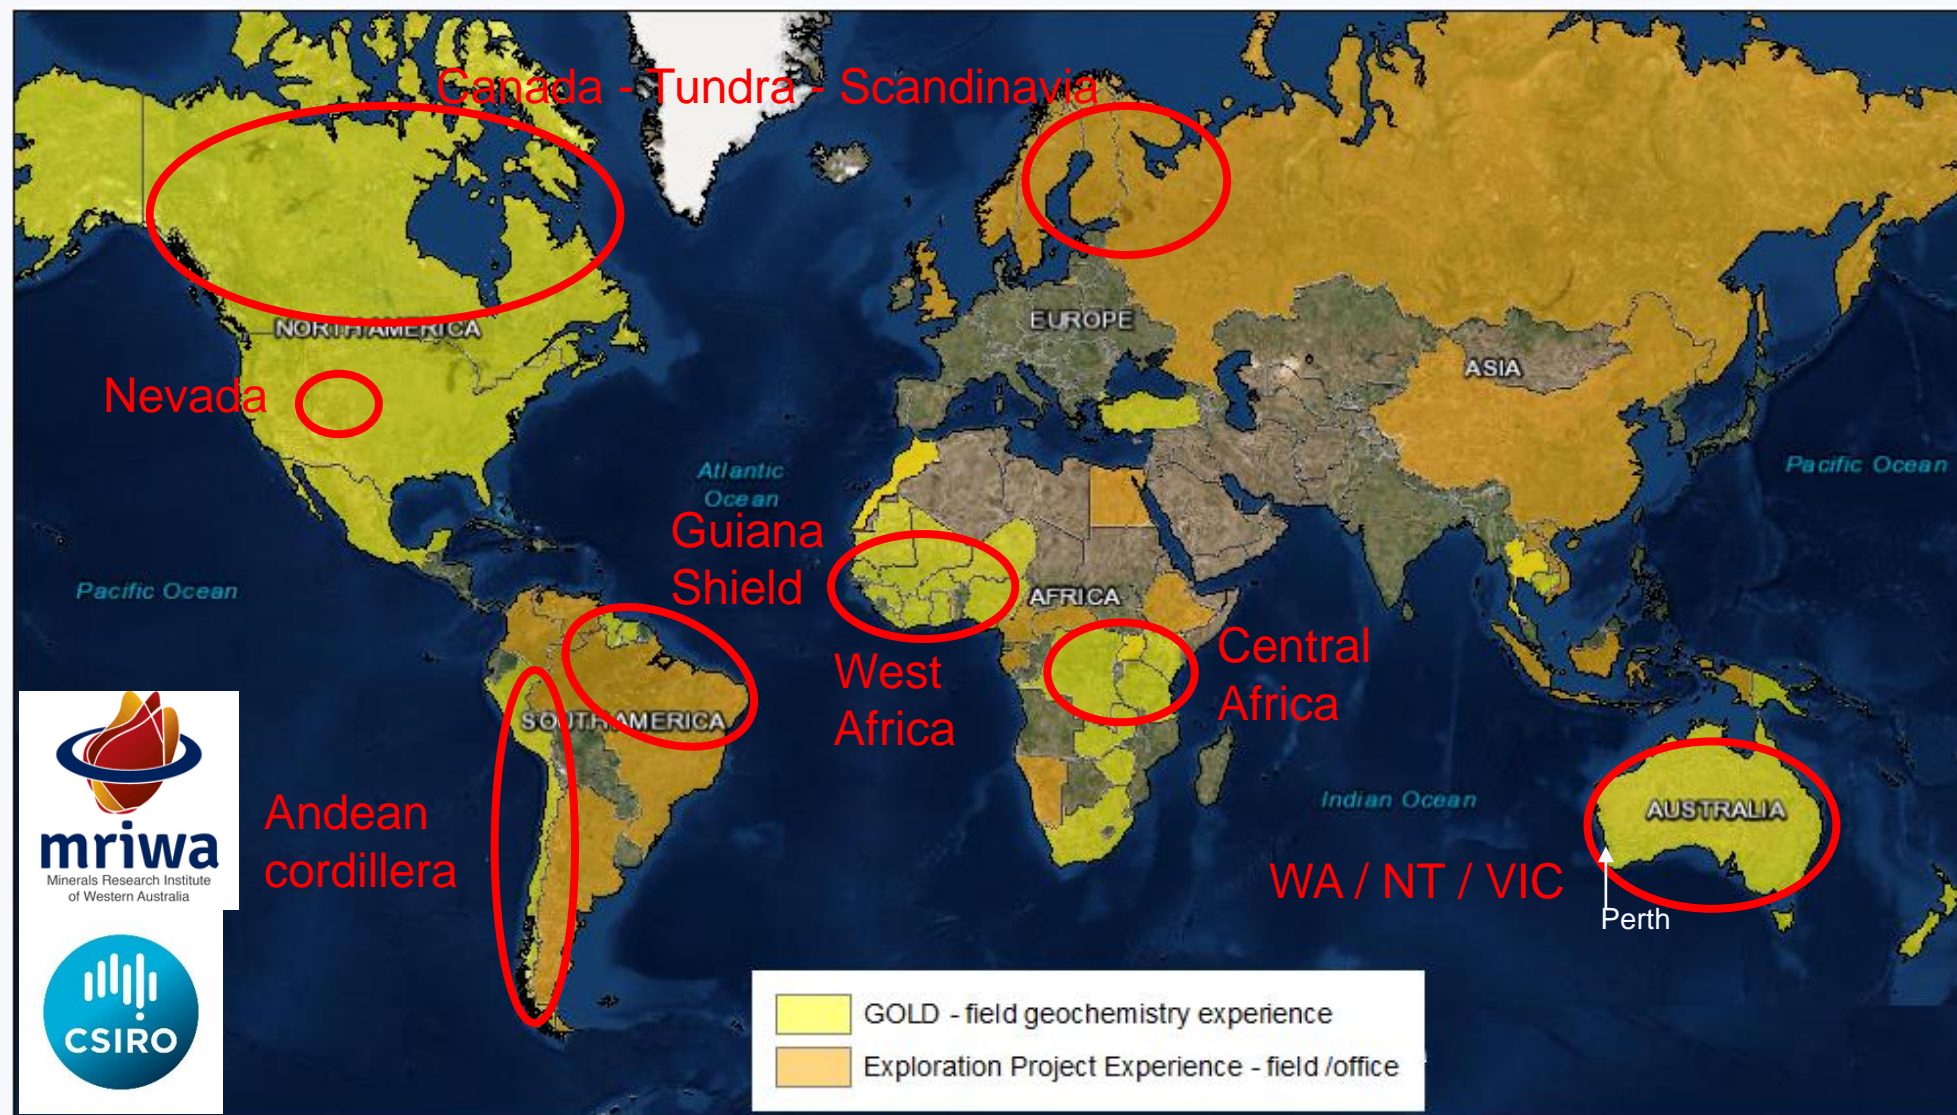 Canada - Tundra - Scandinavia
NORTH AMERICA
EUROPE
ASIA
Nevada
Atlantic
Ocean
Pacific Ocean
Guiana
Shield
Pacific Ocean
AFRICA
West
Africa
Central
Africa
SOUTH AMERICA
mriwa
Minerals Research Institute
of Western Australia
Andean
cordillera
Indian Ocean
AUSTRALIA
WA / NT / VIC
Perth
CSIRO
GOLD - field geochemistry experience
Exploration Project Experience - field /office